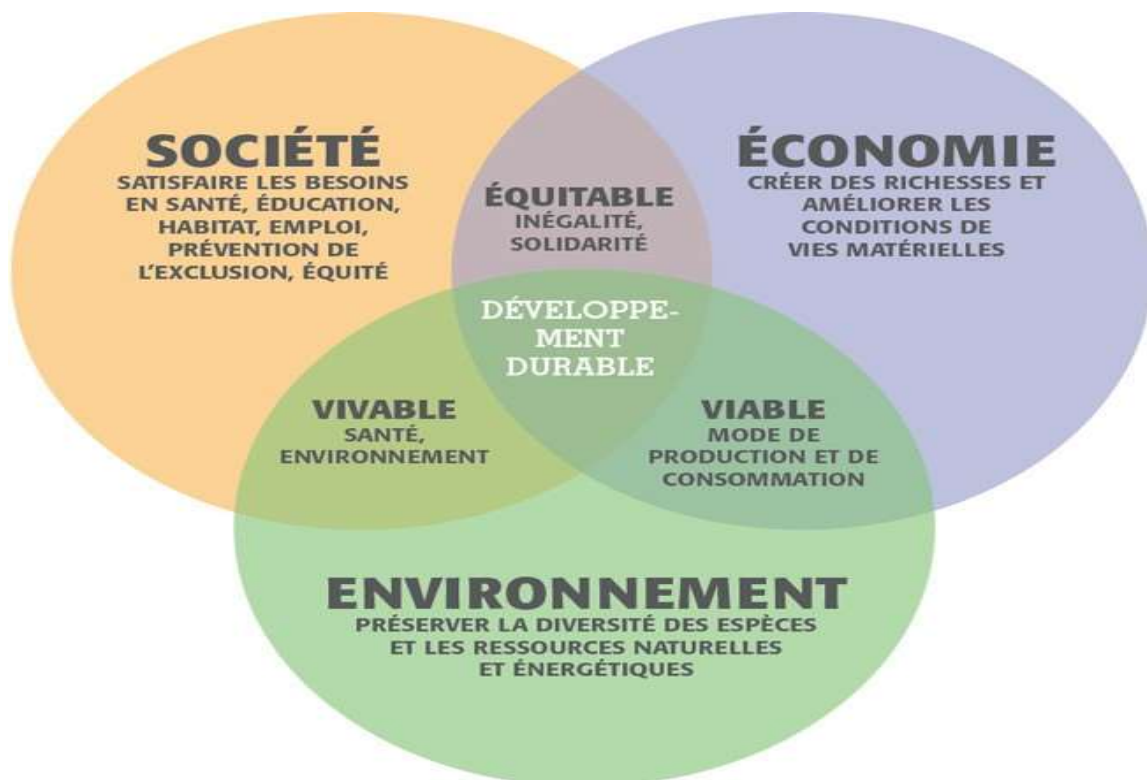 SOCIÉTÉ
SATISFAIRE LES BESOINS
EN SANTÉ, ÉDUCATION,
HABITAT, EMPLOI,
PRÉVENTION DE
L'EXCLUSION, ÉQUITÉ
ÉQUITABLE
INÉGALITÉ,
SOLIDARITÉ
ÉCONOMIE
CRÉER DES RICHESSES ET
AMÉLIORER LES
CONDITIONS DE
VIES MATÉRIELLES
DÉVELOPPE-
MENT
DURABLE
VIVABLE
SANTÉ,
ENVIRONNEMENT
VIABLE
MODE DE
PRODUCTION ET DE
CONSOMMATION
ENVIRONNEMENT
PRÉSERVER LA DIVERSITÉ DES ESPÈCES
ET LES RESSOURCES NATURELLES
ET ÉNERGÉTIQUES